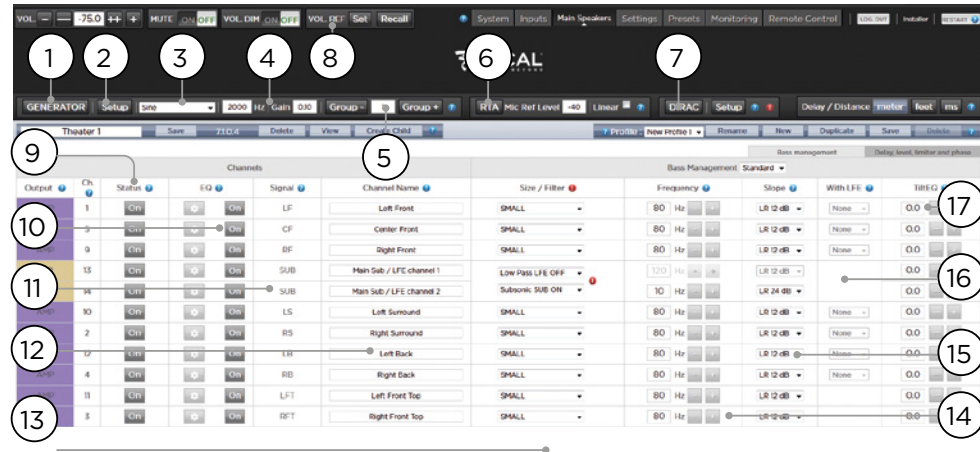 VOL. - — -75.0 ++ + MUTE ON OFF VOL. DIM ON OFF VOL. REF Set Recall ? System Inputs Main Speakers Settings Presets Monitoring Remote Control LOG OUT Installer RESTART ?
1 2 3 4 8 6 7
CAL
GENERATOR Setup Sine 2000 Hz Gain 0.10 Group - Group + ? RTA Mic Ref Level -40 Linear ? DIRAC Setup ? ? Delay / Distance meter feet ms ?
5
Theater 1 Save 7.1.0.4 Delete View Create Child ? ? Profile : New Profile 1 Rename New Duplicate Save Delete
Bass management Delay, level, limiter and phase
9
Channels Bass Management Standard
Output ? Ch. ? Status ? EQ ? Signal ? Channel Name ? Size / Filter Frequency ? Slope ? With LFE ? TiltEQ
1 On On LF Left Front SMALL 80 Hz - + LR 12 dB None 0.0 17
10 5 On On CF Center Front SMALL 80 Hz - + LR 12 dB None 0.0
AMP 9 On On RF Right Front SMALL 80 Hz - + LR 12 dB None 0.0
13 On On SUB Main Sub / LFE channel 1 Low Pass LFE OFF 120 Hz - + LR 12 dB 0.0
16
11 14 On On SUB Main Sub / LFE channel 2 Subsonic SUB ON 10 Hz LR 24 dB 0.0
AMP 10 On On LS Left Surround SMALL 80 Hz LR 12 dB None 0.0
2 On On RS Right Surround SMALL 80 Hz LR 12 dB None 0.0
12 12 On On LB Left Back SMALL 80 Hz LR 12 dB None 0.0 15
AMP 4 On On RB Right Back SMALL 80 Hz LR 12 dB None 0.0
11 On On LFT Left Front Top SMALL 80 Hz LR 12 dB 0.0
13 3 On On RFT Right Front Top SMALL 80 Hz LR 12 dB 0.0 14